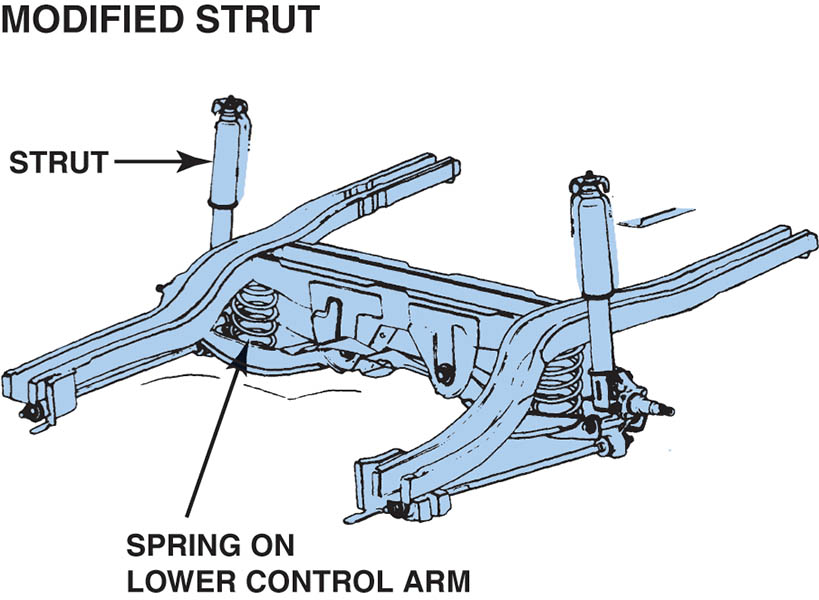 MODIFIED STRUT
STRUT
SPRING ON
LOWER CONTROL ARM